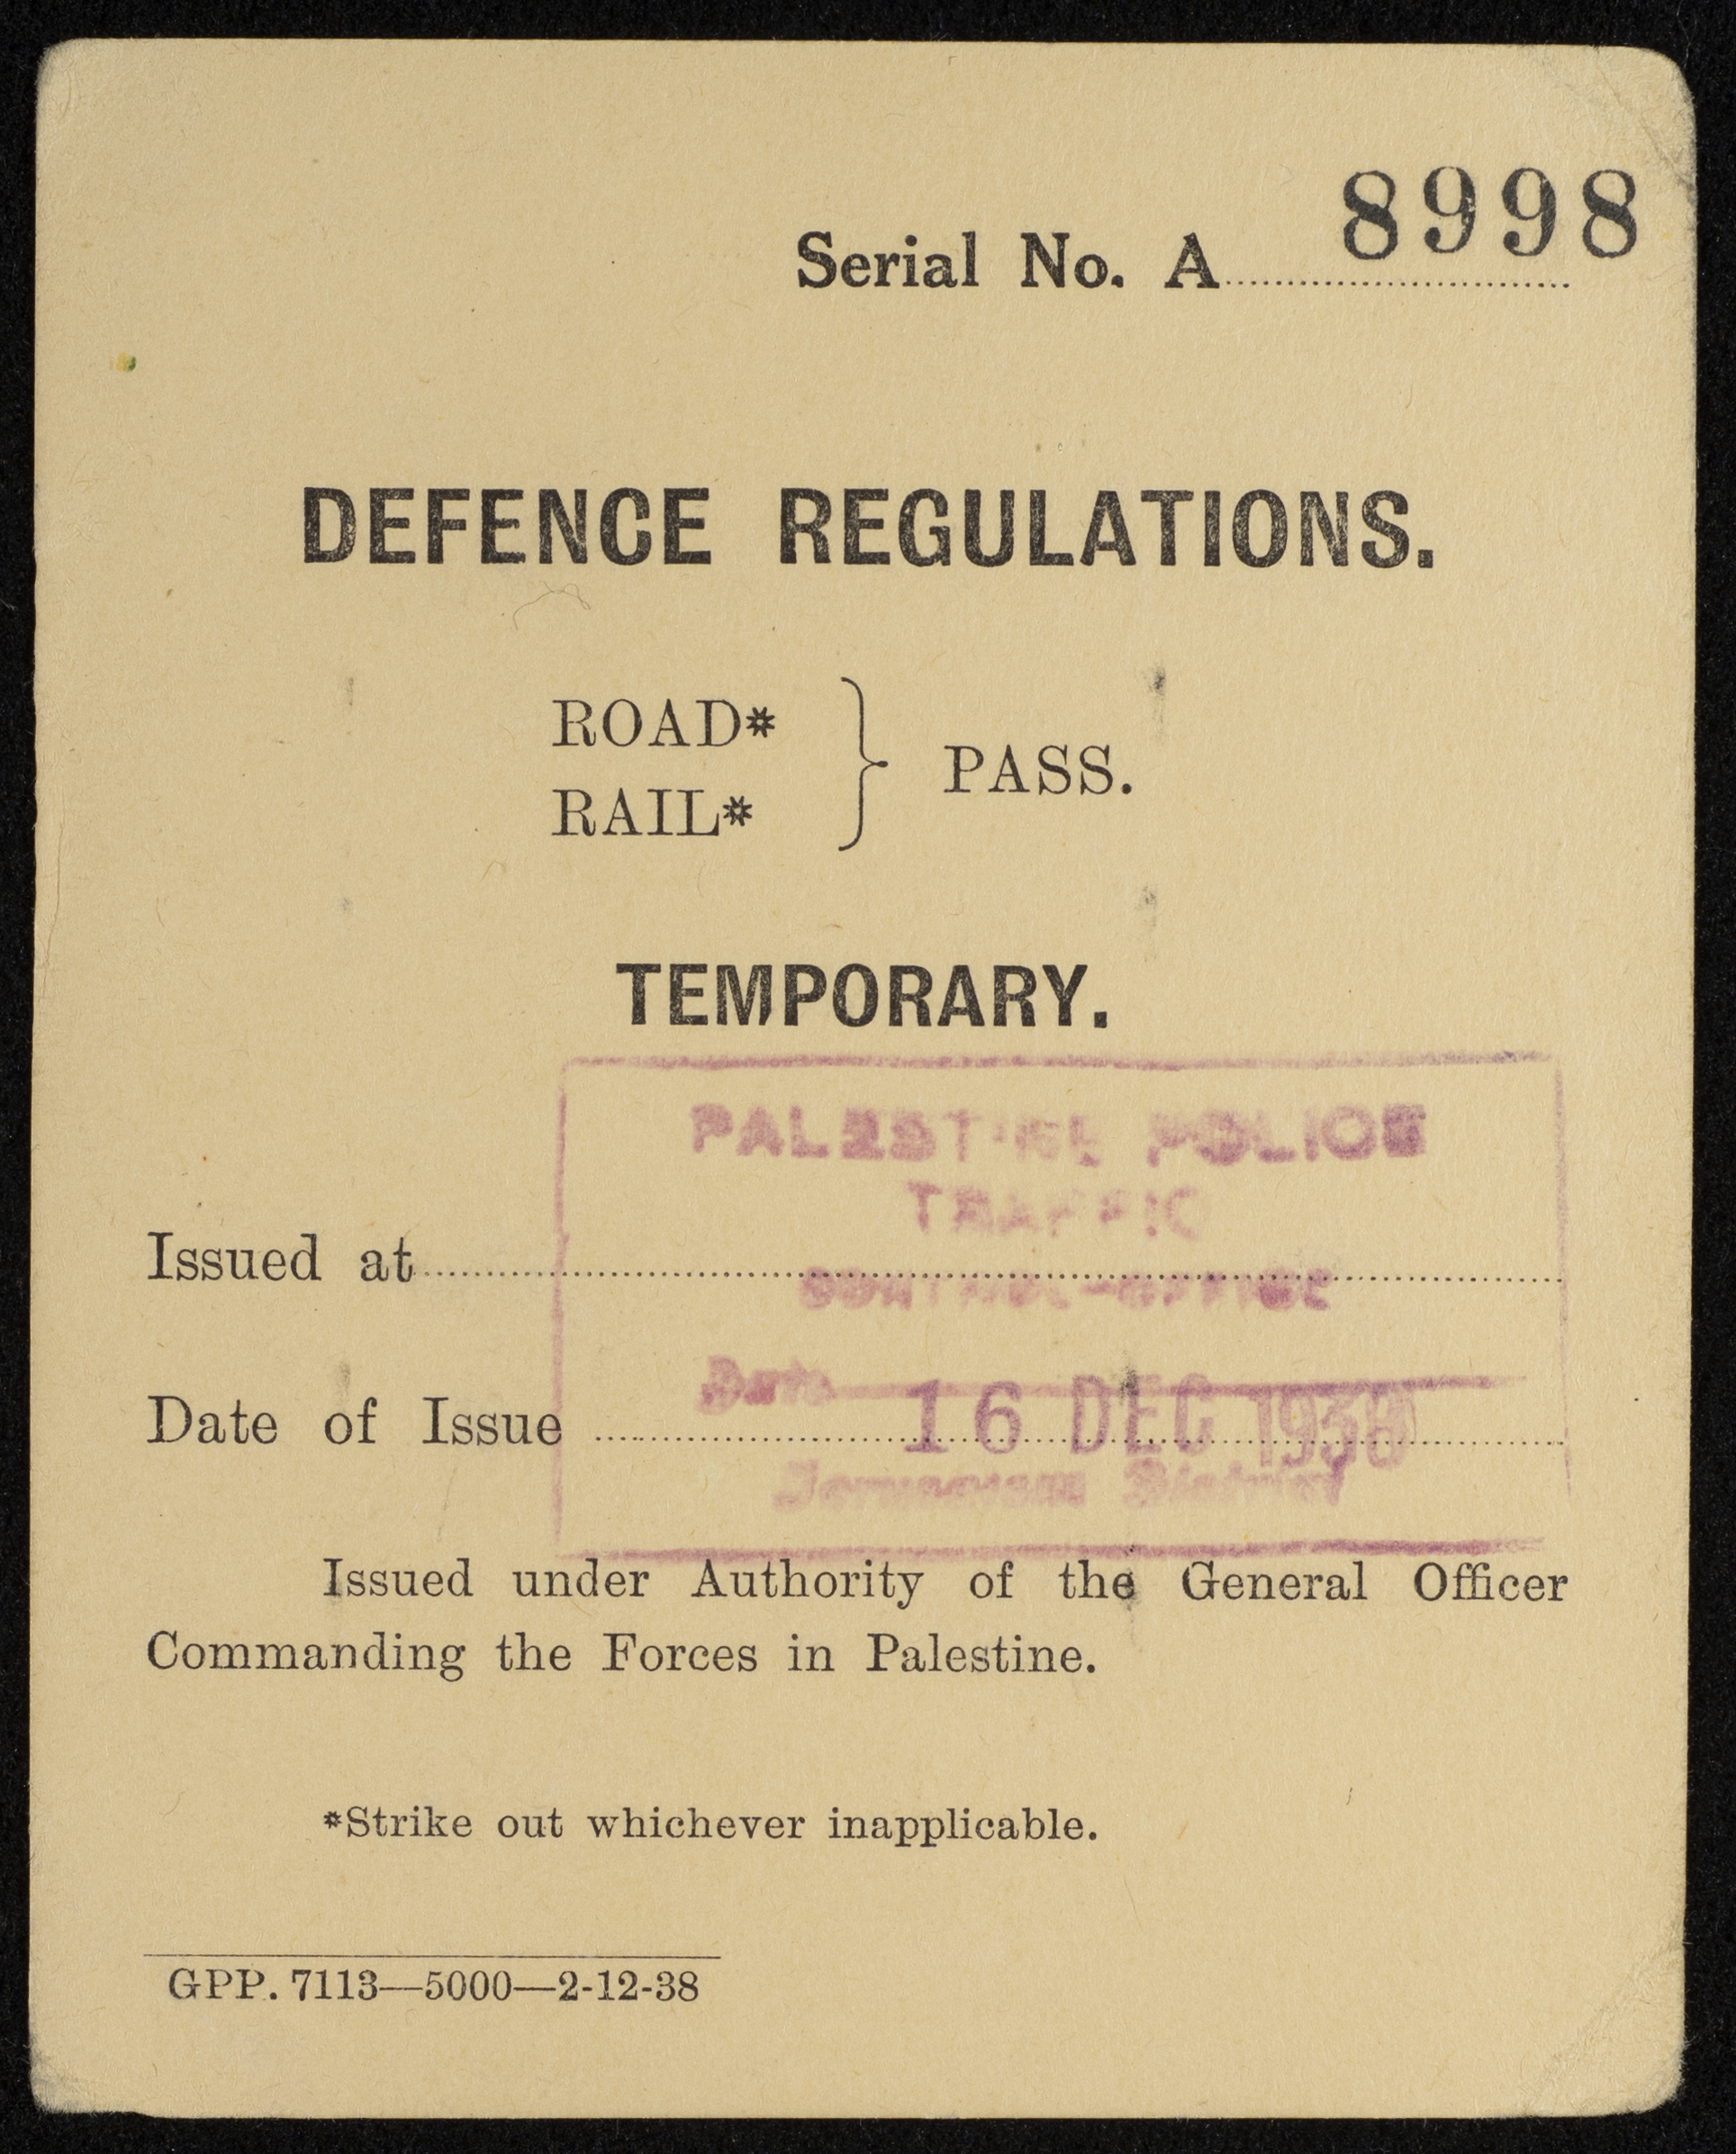 Serial No. A 8998
DEFENCE REGULATIONS.
ROAD*
RAIL*
PASS.
TEMPORARY.
PALESTINE POLICE
TRAFFIC
Issued at
CONTROL-OFFICE
Date
Date of Issue 16 DEC 1938
Jerusalem District
Issued under Authority of the General Officer
Commanding the Forces in Palestine.
*Strike out whichever inapplicable.
GPP. 7113—5000—2-12-38